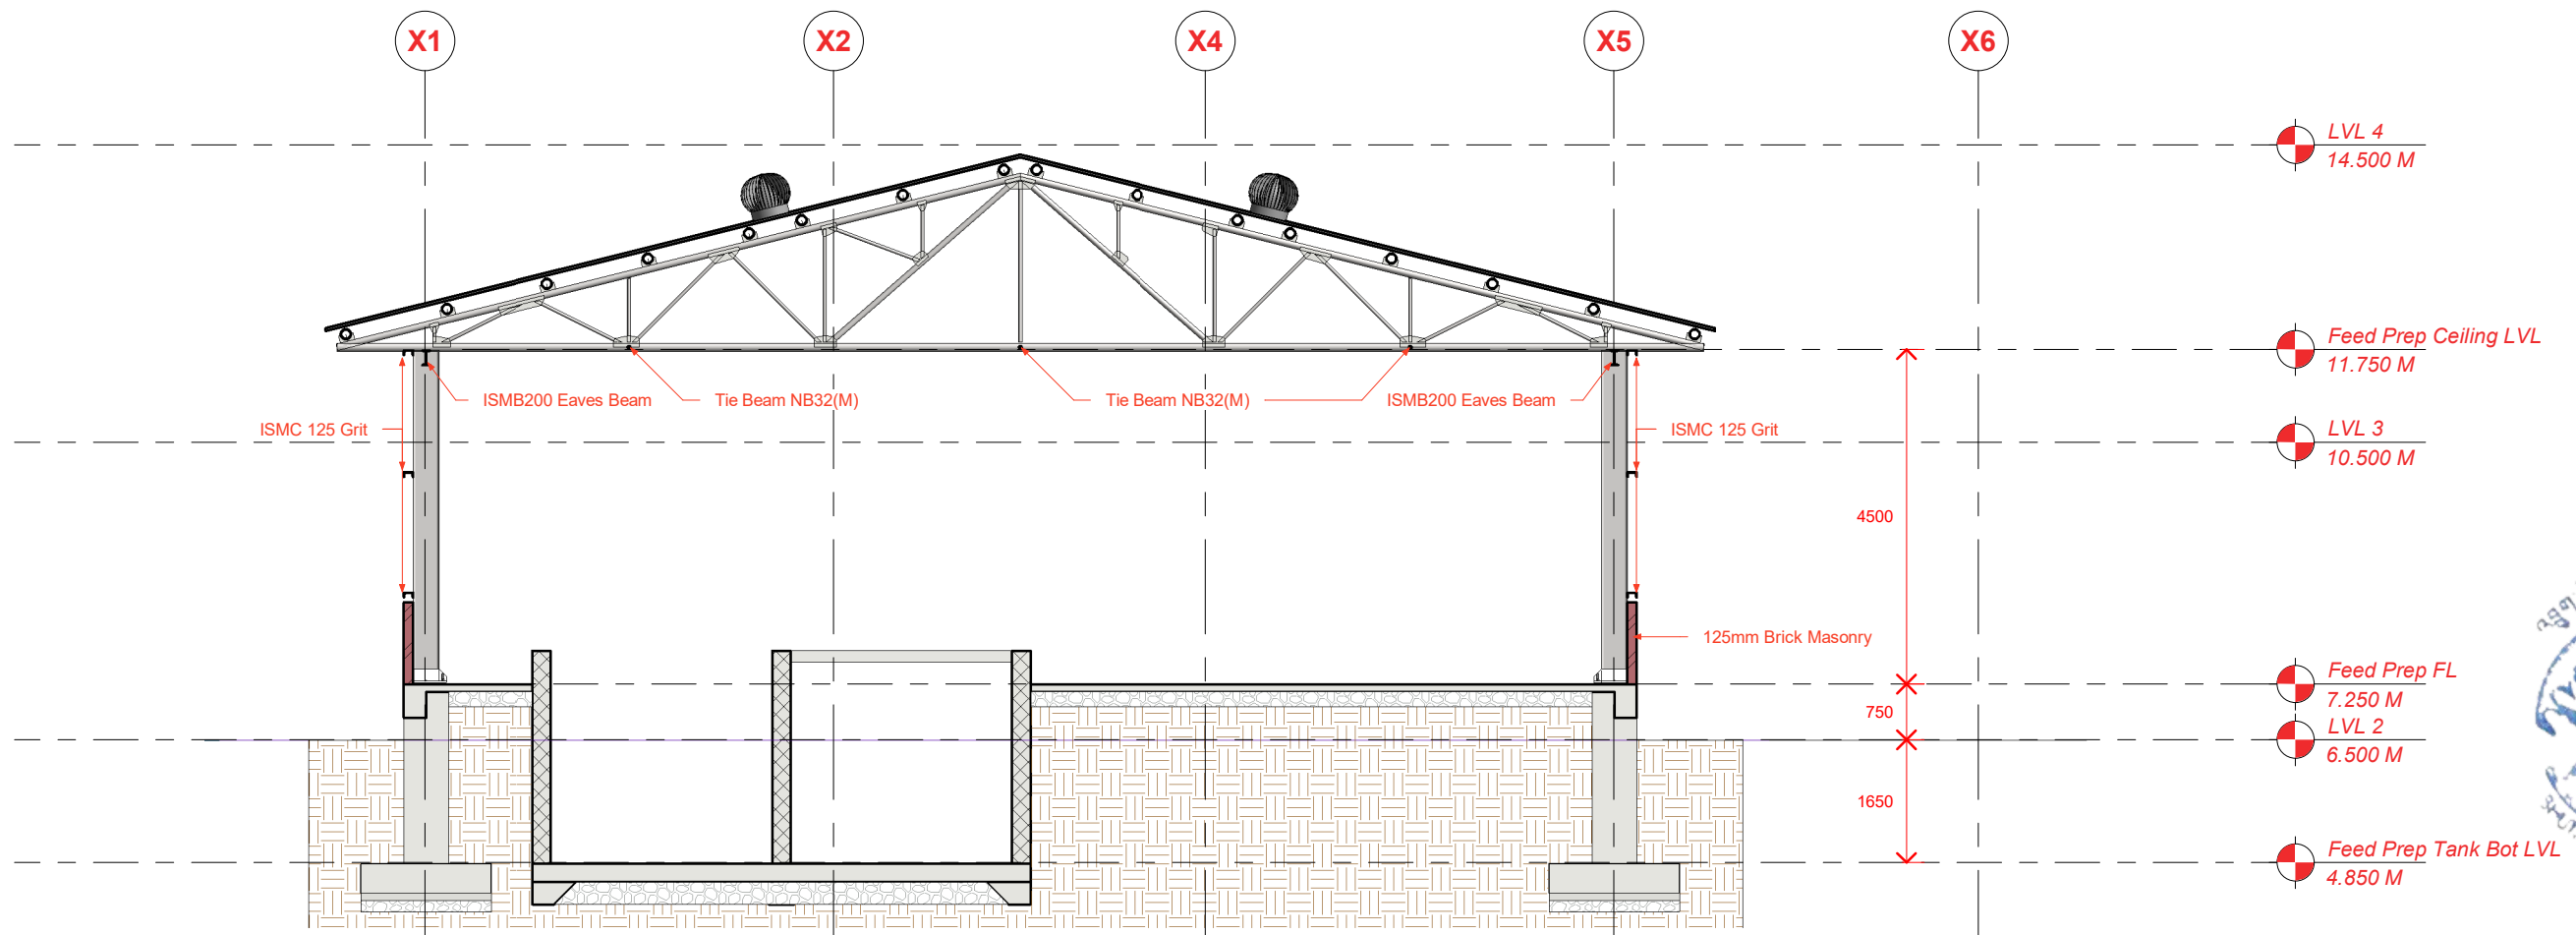 X1
X2
X4
X5
X6
LVL 4
14.500 M
Feed Prep Ceiling LVL
11.750 M
ISMB200 Eaves Beam
Tie Beam NB32(M)
Tie Beam NB32(M)
ISMB200 Eaves Beam
ISMC 125 Grit
ISMC 125 Grit
LVL 3
10.500 M
4500
125mm Brick Masonry
Feed Prep FL
7.250 M
750
LVL 2
6.500 M
1650
Feed Prep Tank Bot LVL
4.850 M